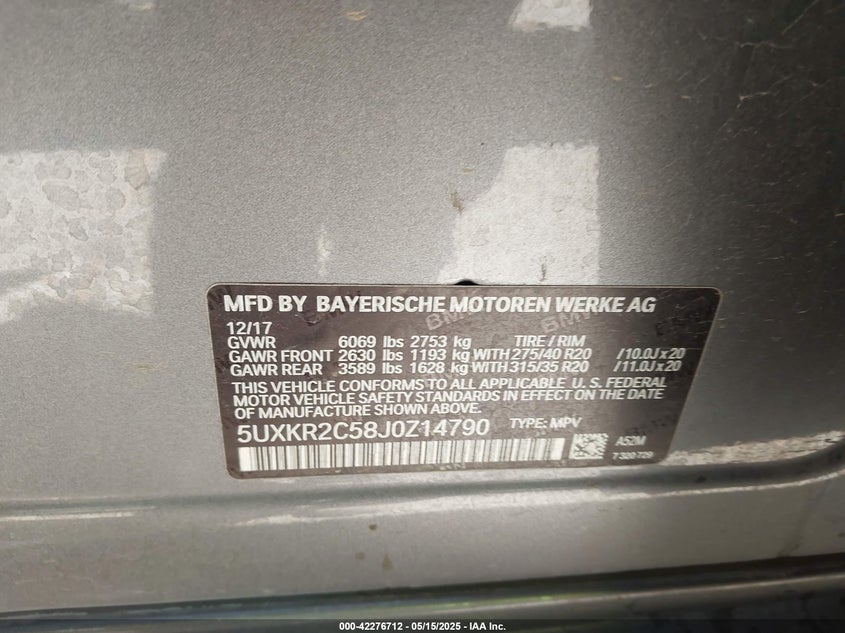 MFD BY BAYERISCHE MOTOREN WERKE AG
12/17
GVWR 6069 lbs 2753 kg TIRE / RIM
GAWR FRONT 2630 lbs 1193 kg WITH 275/40 R20 /10.0J x 20
GAWR REAR 3589 lbs 1628 kg WITH 315/35 R20 /11.0J x 20
THIS VEHICLE CONFORMS TO ALL APPLICABLE U. S. FEDERAL
MOTOR VEHICLE SAFETY STANDARDS IN EFFECT ON THE DATE
OF MANUFACTURE SHOWN ABOVE.
5UXKR2C58J0Z14790 TYPE: MPV
A52M
7 320 729
000-42276712 - 05/15/2025 - IAA Inc.